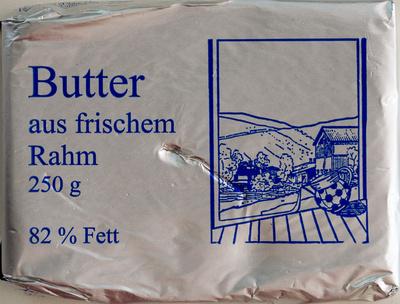 Butter
aus frischem
Rahm
250 g
82 % Fett